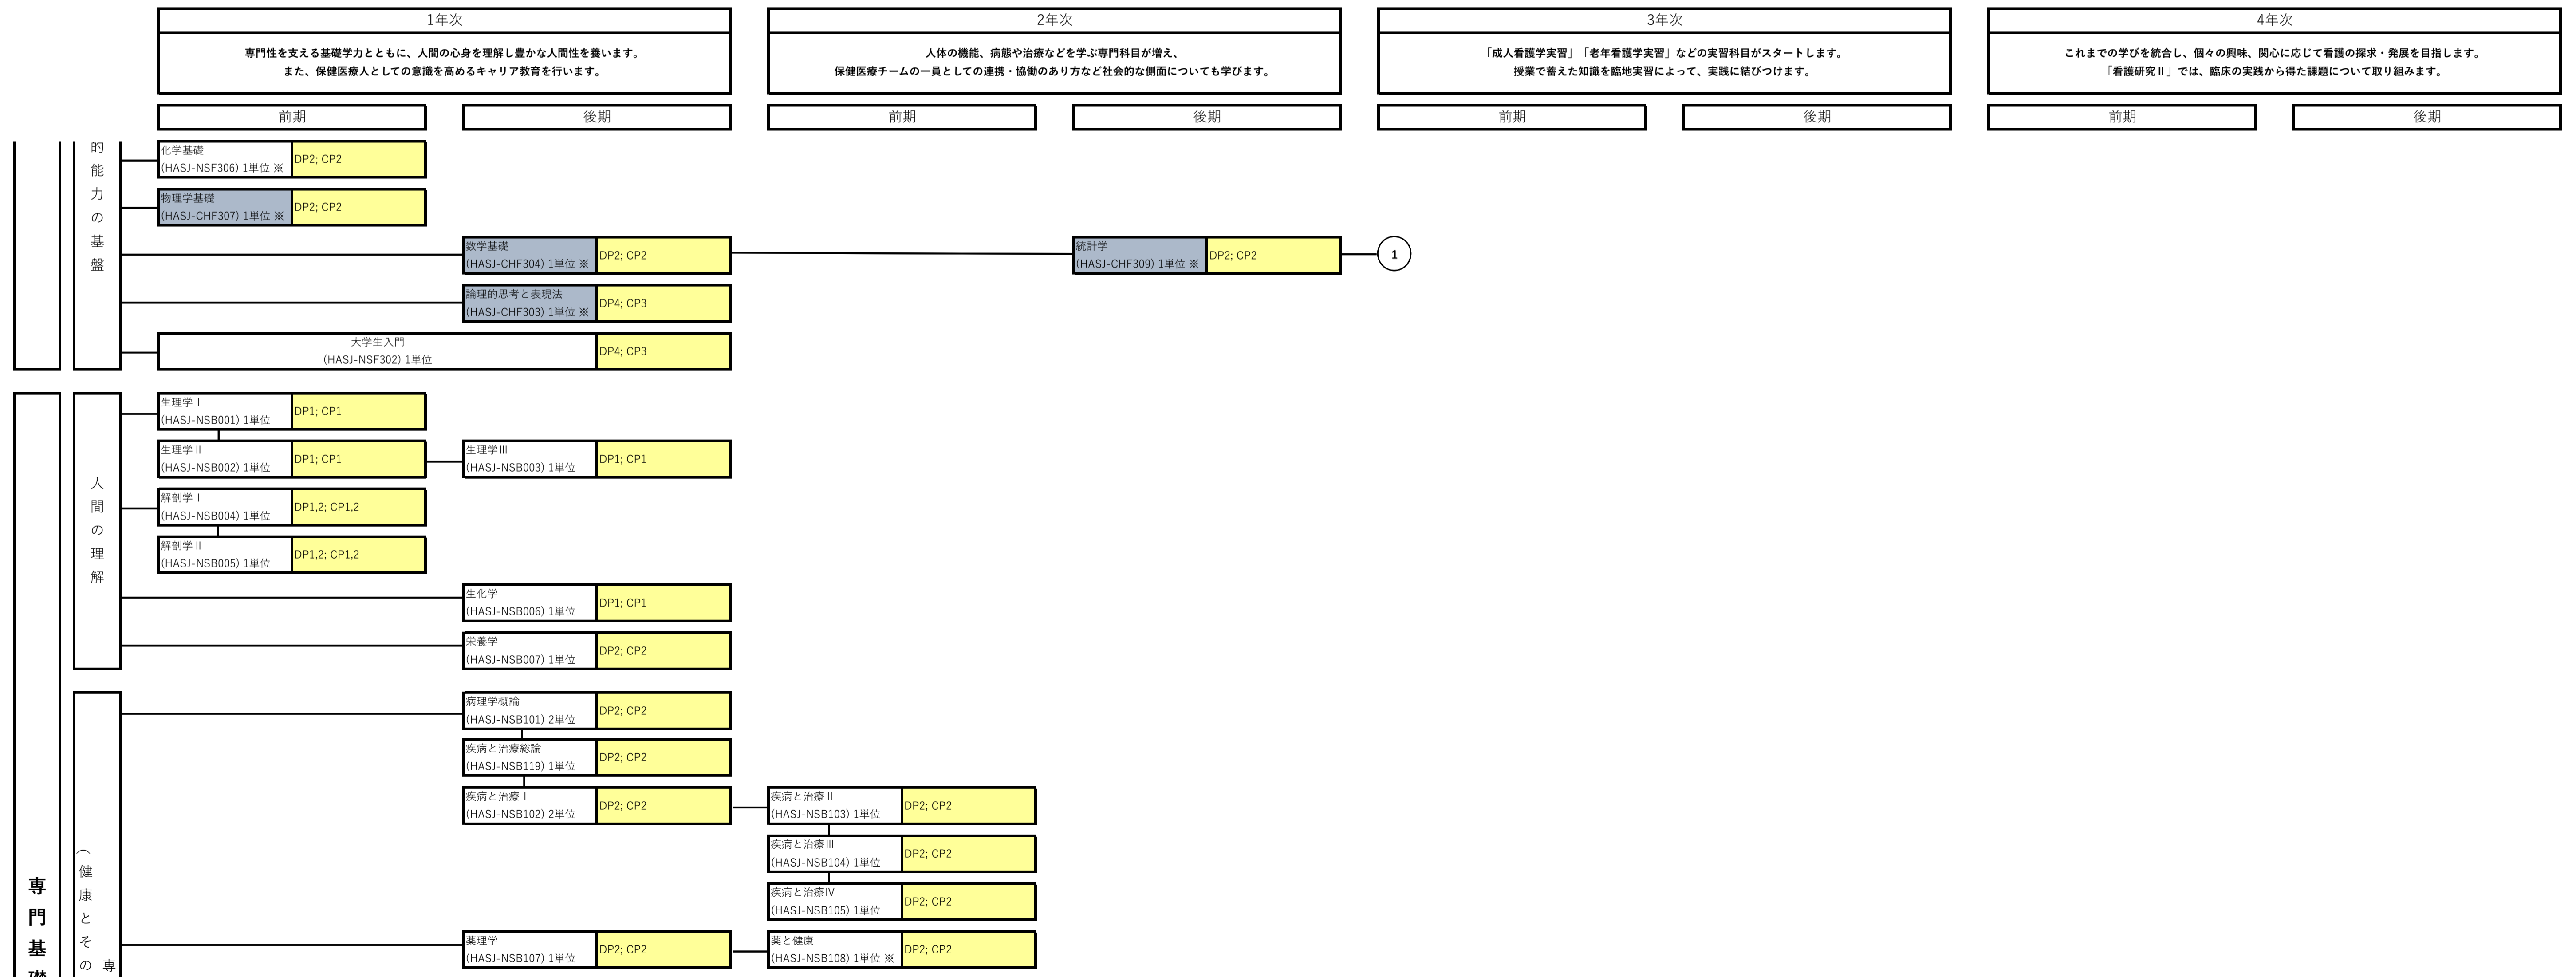 1年次
専門性を支える基礎学力とともに、人間の心身を理解し豊かな人間性を養います。
また、保健医療人としての意識を高めるキャリア教育を行います。
2年次
人体の機能、病態や治療などを学ぶ専門科目が増え、
保健医療チームの一員としての連携・協働のあり方など社会的な側面についても学びます。
3年次
「成人看護学実習」「老年看護学実習」などの実習科目がスタートします。
授業で蓄えた知識を臨地実習によって、実践に結びつけます。
4年次
これまでの学びを統合し、個々の興味、関心に応じて看護の探求・発展を目指します。
「看護研究Ⅱ」では、臨床の実践から得た課題について取り組みます。
前期
後期
前期
後期
前期
後期
前期
後期
的能力の基盤
化学基礎
(HASJ-NSF306) 1単位 ※
DP2; CP2
物理学基礎
(HASJ-CHF307) 1単位 ※
DP2; CP2
数学基礎
(HASJ-CHF304) 1単位 ※
DP2; CP2
統計学
(HASJ-CHF309) 1単位 ※
DP2; CP2
1
論理的思考と表現法
(HASJ-CHF303) 1単位 ※
DP4; CP3
大学生入門
(HASJ-NSF302) 1単位
DP4; CP3
専門基礎
人間の理解
生理学Ⅰ
(HASJ-NSB001) 1単位
DP1; CP1
生理学Ⅱ
(HASJ-NSB002) 1単位
DP1; CP1
生理学Ⅲ
(HASJ-NSB003) 1単位
DP1; CP1
解剖学Ⅰ
(HASJ-NSB004) 1単位
DP1,2; CP1,2
解剖学Ⅱ
(HASJ-NSB005) 1単位
DP1,2; CP1,2
生化学
(HASJ-NSB006) 1単位
DP1; CP1
栄養学
(HASJ-NSB007) 1単位
DP2; CP2
専
（健康とその
病理学概論
(HASJ-NSB101) 2単位
DP2; CP2
疾病と治療総論
(HASJ-NSB119) 1単位
DP2; CP2
疾病と治療Ⅰ
(HASJ-NSB102) 2単位
DP2; CP2
疾病と治療Ⅱ
(HASJ-NSB103) 1単位
DP2; CP2
疾病と治療Ⅲ
(HASJ-NSB104) 1単位
DP2; CP2
疾病と治療Ⅳ
(HASJ-NSB105) 1単位
DP2; CP2
薬理学
(HASJ-NSB107) 1単位
DP2; CP2
薬と健康
(HASJ-NSB108) 1単位 ※
DP2; CP2